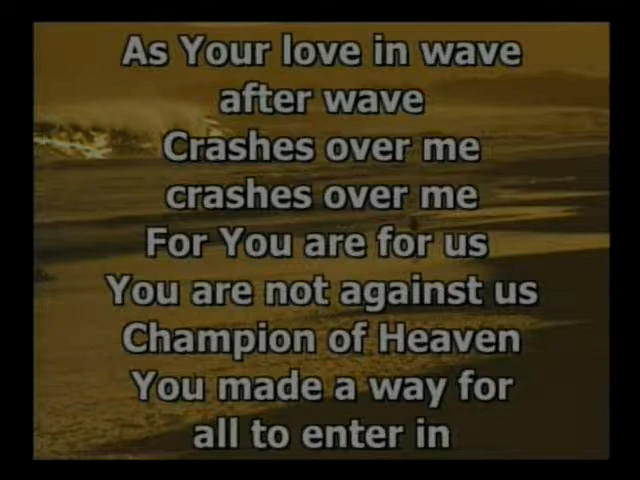 As Your love in wave
after wave
Crashes over me
crashes over me
For You are for us
You are not against us
Champion of Heaven
You made a way for
all to enter in